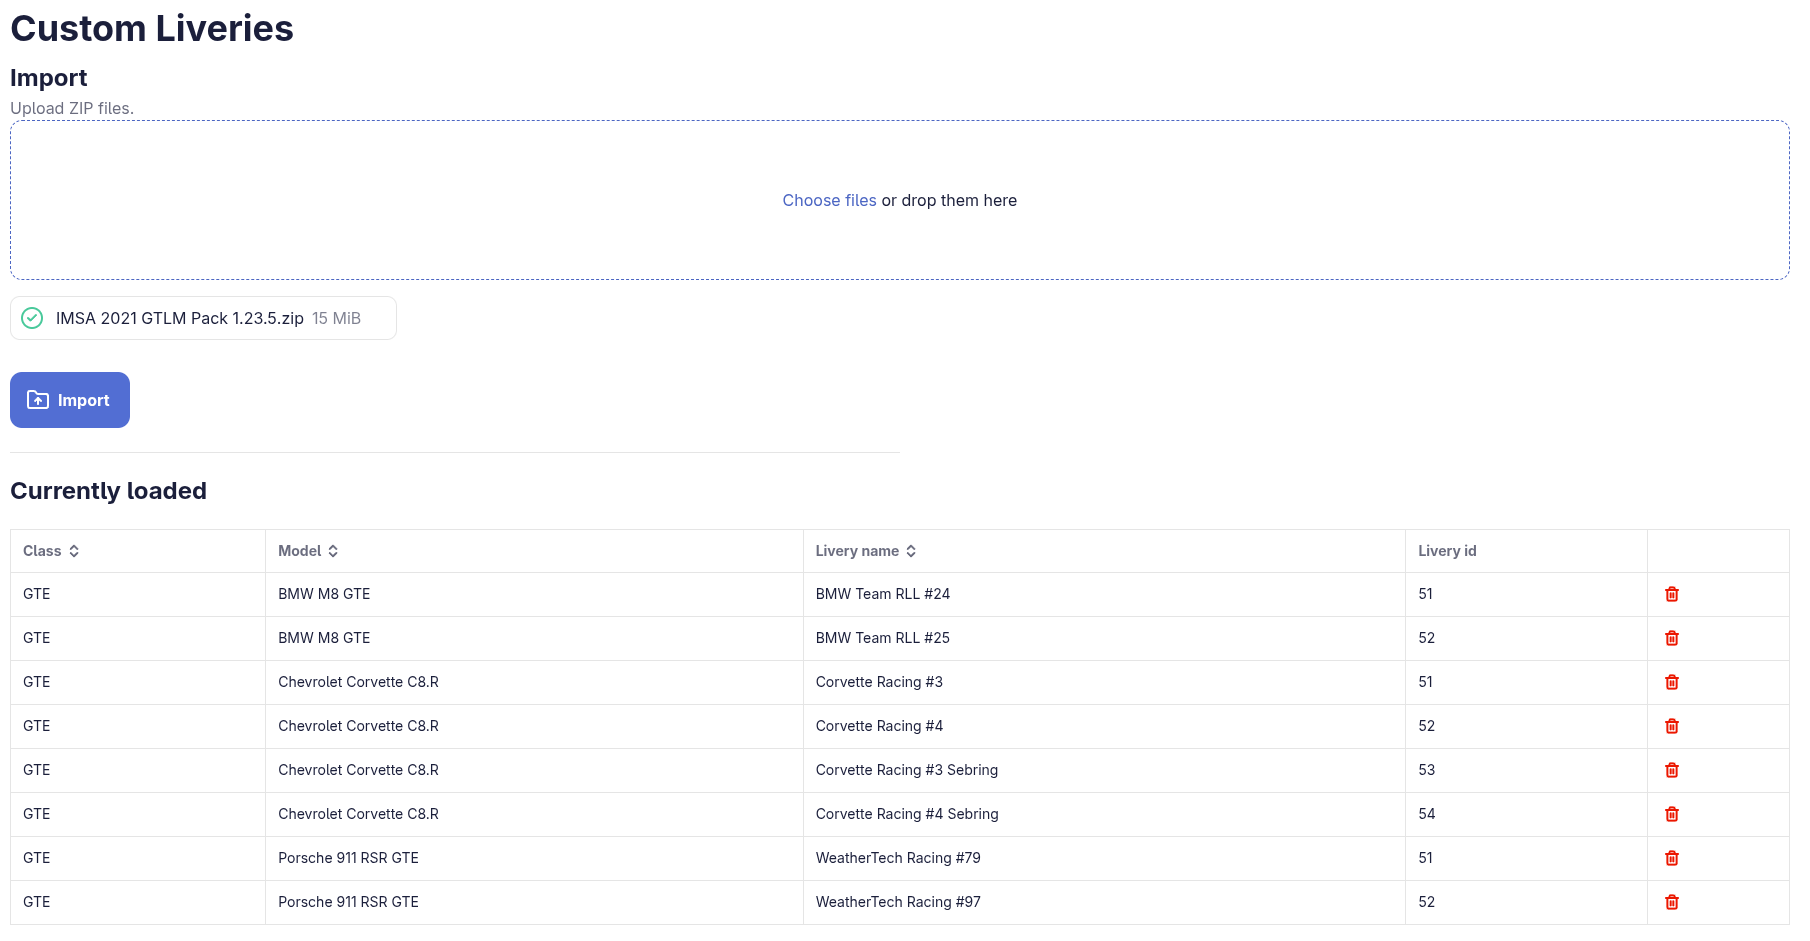 Custom Liveries
Import
Upload ZIP files.
Choose files or drop them here
IMSA 2021 GTLM Pack 1.23.5.zip 15 MiB
Import
Currently loaded
Class Model Livery name Livery id
GTE BMW M8 GTE BMW Team RLL #24 51
GTE BMW M8 GTE BMW Team RLL #25 52
GTE Chevrolet Corvette C8.R Corvette Racing #3 51
GTE Chevrolet Corvette C8.R Corvette Racing #4 52
GTE Chevrolet Corvette C8.R Corvette Racing #3 Sebring 53
GTE Chevrolet Corvette C8.R Corvette Racing #4 Sebring 54
GTE Porsche 911 RSR GTE WeatherTech Racing #79 51
GTE Porsche 911 RSR GTE WeatherTech Racing #97 52